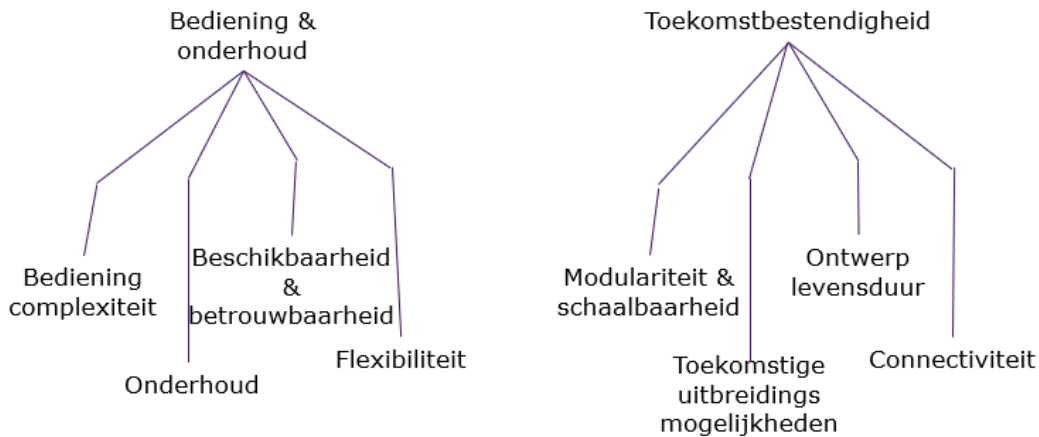 Bediening &
onderhoud
Bediening
complexiteit
Onderhoud
Beschikbaarheid
&
betrouwbaarheid
Flexibiliteit
Toekomstbestendigheid
Modulariteit &
schaalbaarheid
Toekomstige
uitbreidings
mogelijkheden
Ontwerp
levensduur
Connectiviteit